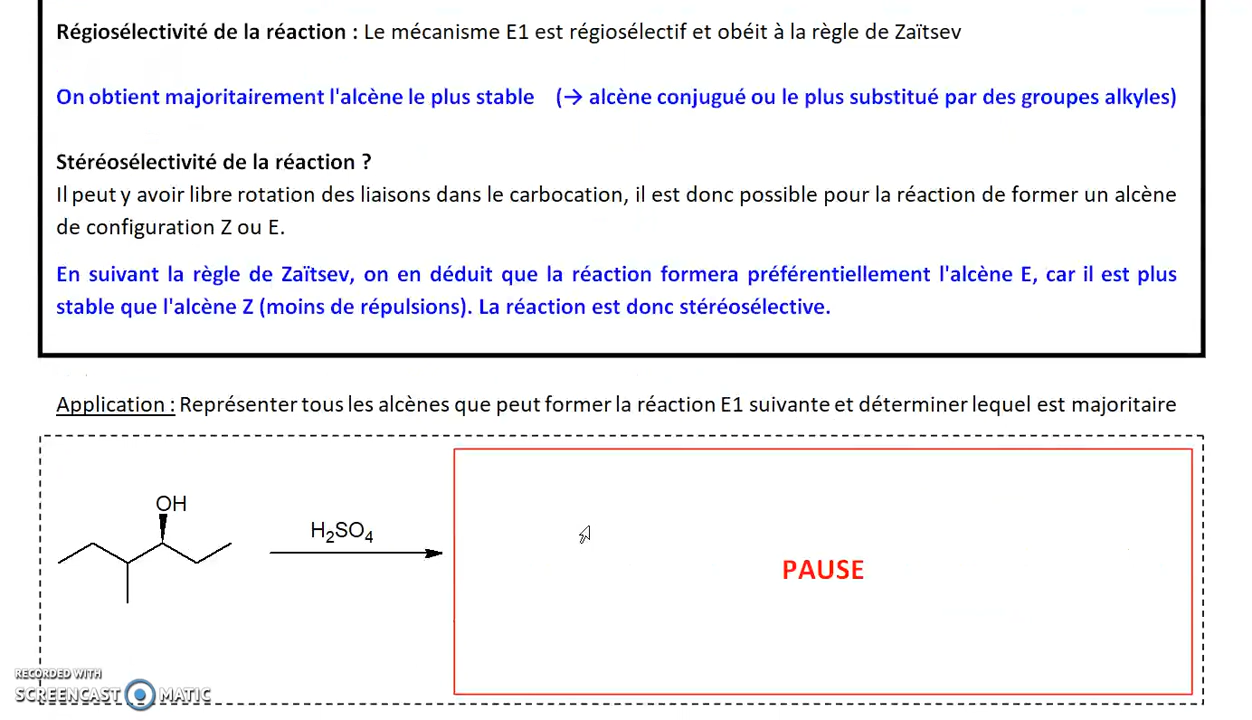 Régiosélectivité de la réaction : Le mécanisme E1 est régiosélectif et obéit à la règle de Zaïtsev
On obtient majoritairement l'alcène le plus stable (→ alcène conjugué ou le plus substitué par des groupes alkyles)
Stéréosélectivité de la réaction ?
Il peut y avoir libre rotation des liaisons dans le carbocation, il est donc possible pour la réaction de former un alcène
de configuration Z ou E.
En suivant la règle de Zaïtsev, on en déduit que la réaction formera préférentiellement l'alcène E, car il est plus
stable que l'alcène Z (moins de répulsions). La réaction est donc stéréosélective.
Application : Représenter tous les alcènes que peut former la réaction E1 suivante et déterminer lequel est majoritaire
OH
H₂SO₄
PAUSE
RECORDED WITH
SCREENCAST MATIC